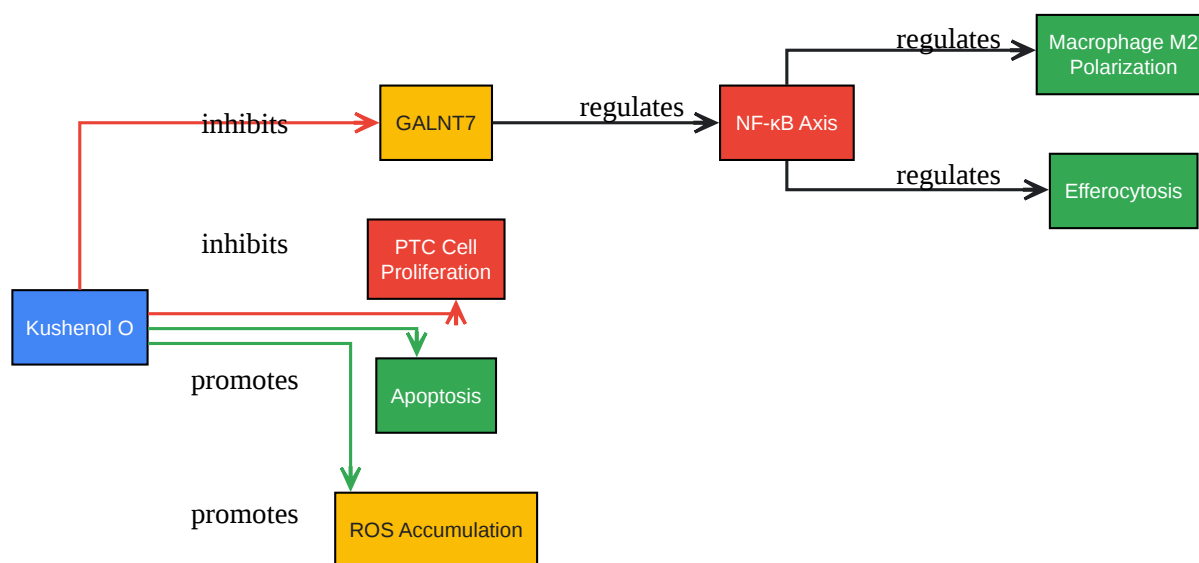 regulates
Macrophage M2
Polarization
inhibits
GALNT7
regulates
NF-κB Axis
regulates
Efferocytosis
inhibits
PTC Cell
Proliferation
Kushenol O
promotes
Apoptosis
promotes
ROS Accumulation